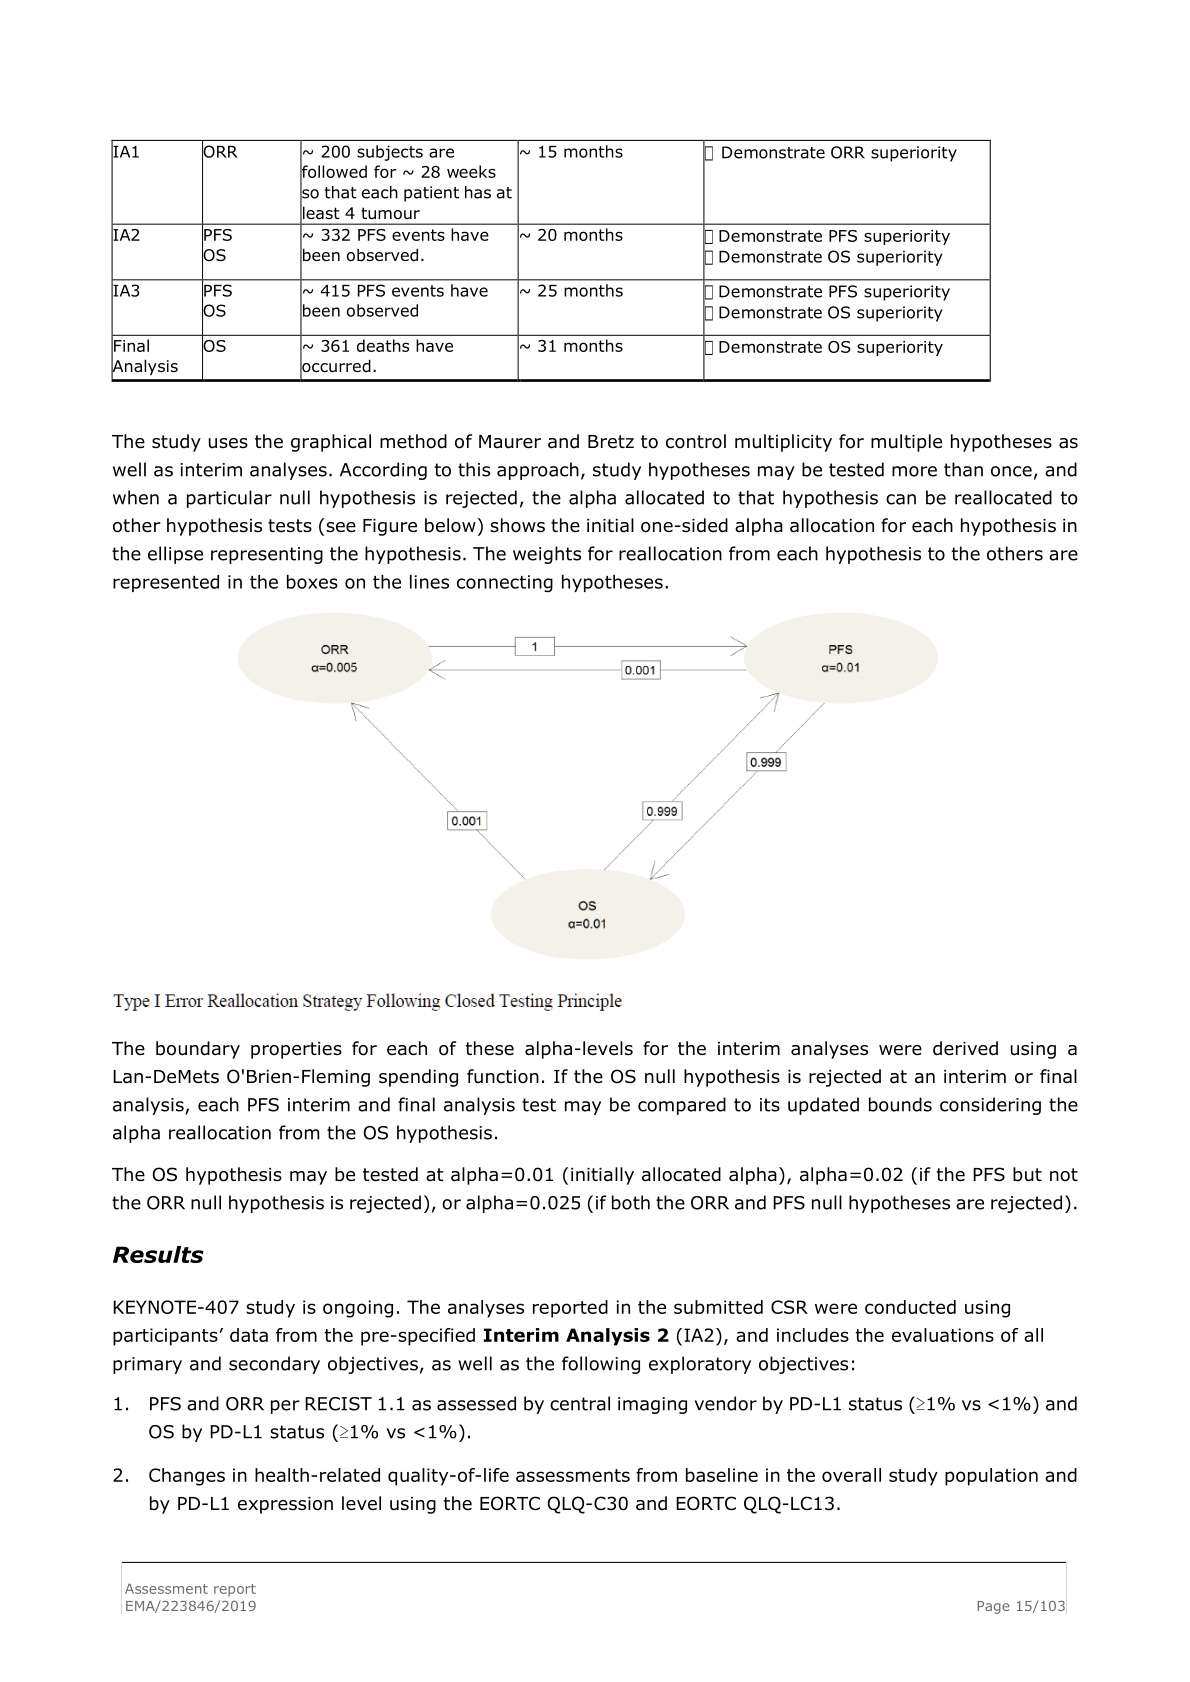 IA1
ORR
~ 200 subjects are
followed for ~ 28 weeks
so that each patient has at
least 4 tumour
~ 15 months
Demonstrate ORR superiority
IA2
PFS
OS
~ 332 PFS events have
been observed.
~ 20 months
Demonstrate PFS superiority
Demonstrate OS superiority
IA3
PFS
OS
~ 415 PFS events have
been observed
~ 25 months
Demonstrate PFS superiority
Demonstrate OS superiority
Final
Analysis
OS
~ 361 deaths have
occurred.
~ 31 months
Demonstrate OS superiority
The study uses the graphical method of Maurer and Bretz to control multiplicity for multiple hypotheses as
well as interim analyses. According to this approach, study hypotheses may be tested more than once, and
when a particular null hypothesis is rejected, the alpha allocated to that hypothesis can be reallocated to
other hypothesis tests (see Figure below) shows the initial one-sided alpha allocation for each hypothesis in
the ellipse representing the hypothesis. The weights for reallocation from each hypothesis to the others are
represented in the boxes on the lines connecting hypotheses.
ORR
α=0.005
1
0.001
PFS
α=0.01
0.999
0.999
0.001
OS
α=0.01
Type I Error Reallocation Strategy Following Closed Testing Principle
The boundary properties for each of these alpha-levels for the interim analyses were derived using a
Lan-DeMets O'Brien-Fleming spending function. If the OS null hypothesis is rejected at an interim or final
analysis, each PFS interim and final analysis test may be compared to its updated bounds considering the
alpha reallocation from the OS hypothesis.
The OS hypothesis may be tested at alpha=0.01 (initially allocated alpha), alpha=0.02 (if the PFS but not
the ORR null hypothesis is rejected), or alpha=0.025 (if both the ORR and PFS null hypotheses are rejected).
Results
KEYNOTE-407 study is ongoing. The analyses reported in the submitted CSR were conducted using
participants’ data from the pre-specified Interim Analysis 2 (IA2), and includes the evaluations of all
primary and secondary objectives, as well as the following exploratory objectives:
1. PFS and ORR per RECIST 1.1 as assessed by central imaging vendor by PD-L1 status (≥1% vs <1%) and
OS by PD-L1 status (≥1% vs <1%).
2. Changes in health-related quality-of-life assessments from baseline in the overall study population and
by PD-L1 expression level using the EORTC QLQ-C30 and EORTC QLQ-LC13.
Assessment report
EMA/223846/2019
Page 15/103